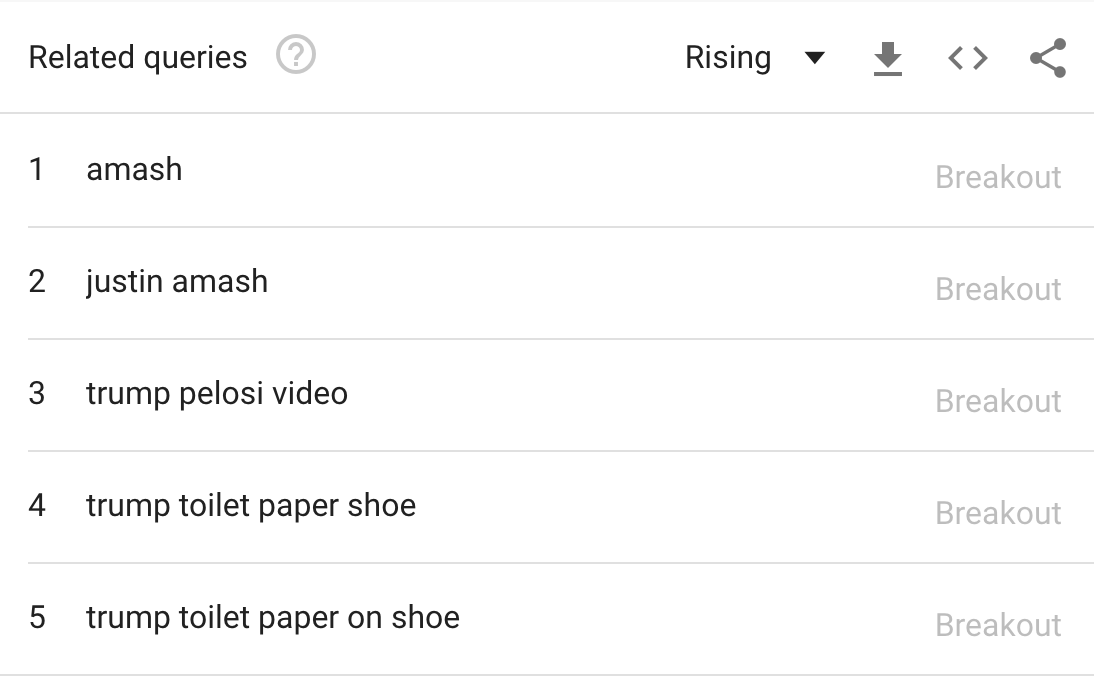 Related queries ? Rising
1 amash Breakout
2 justin amash Breakout
3 trump pelosi video Breakout
4 trump toilet paper shoe Breakout
5 trump toilet paper on shoe Breakout